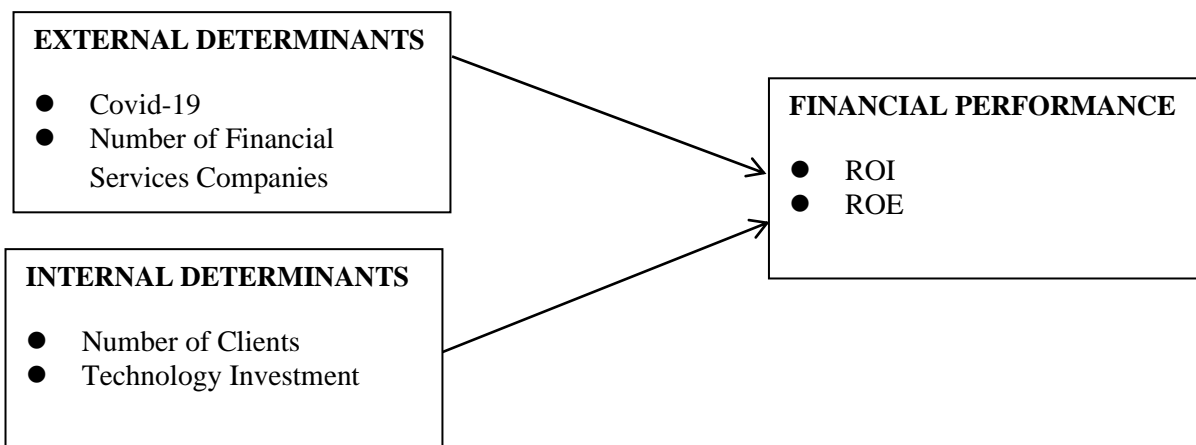 EXTERNAL DETERMINANTS
● Covid-19
● Number of Financial
Services Companies
FINANCIAL PERFORMANCE
● ROI
● ROE
INTERNAL DETERMINANTS
● Number of Clients
● Technology Investment